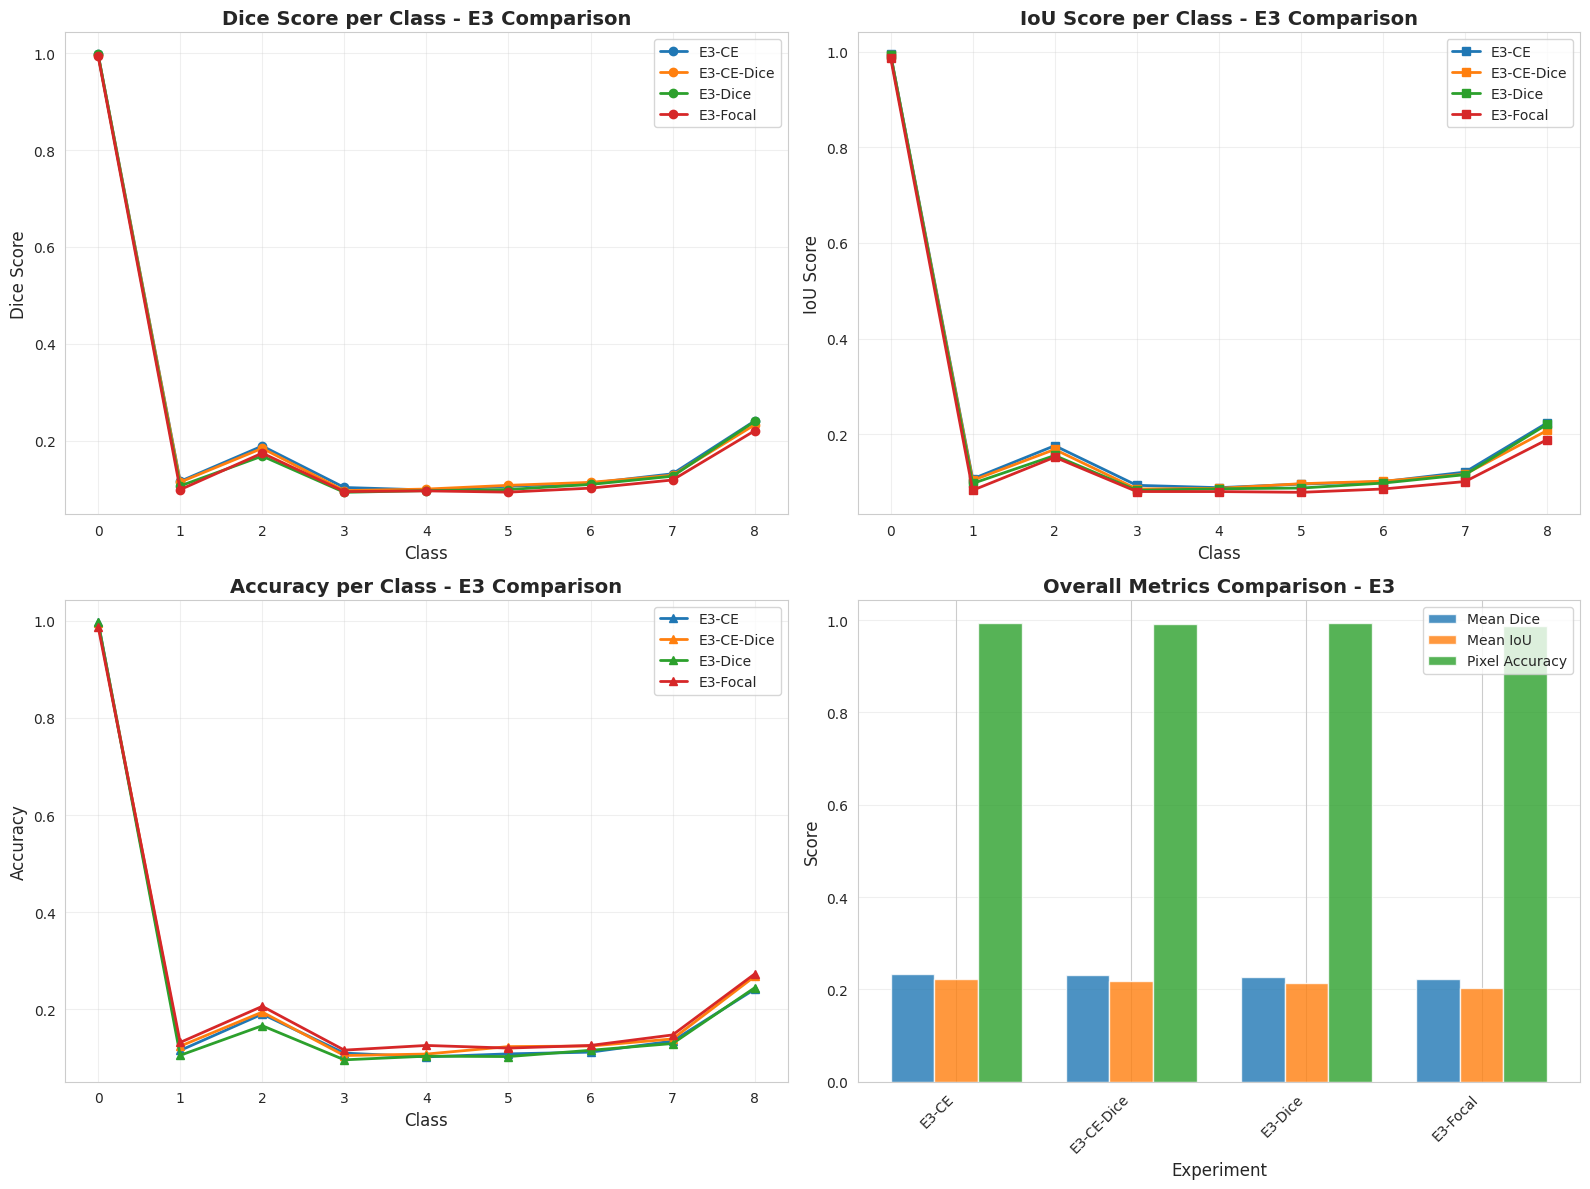 Dice Score per Class - E3 Comparison
1.0
0.8
0.6
0.4
0.2
Dice Score
E3-CE
E3-CE-Dice
E3-Dice
E3-Focal
0 1 2 3 4 5 6 7 8
Class
IoU Score per Class - E3 Comparison
1.0
0.8
0.6
0.4
0.2
IoU Score
E3-CE
E3-CE-Dice
E3-Dice
E3-Focal
0 1 2 3 4 5 6 7 8
Class
Accuracy per Class - E3 Comparison
1.0
0.8
0.6
0.4
0.2
Accuracy
E3-CE
E3-CE-Dice
E3-Dice
E3-Focal
0 1 2 3 4 5 6 7 8
Class
Overall Metrics Comparison - E3
1.0
0.8
0.6
0.4
0.2
0.0
Score
Mean Dice
Mean IoU
Pixel Accuracy
E3-CE
E3-CE-Dice
E3-Dice
E3-Focal
Experiment